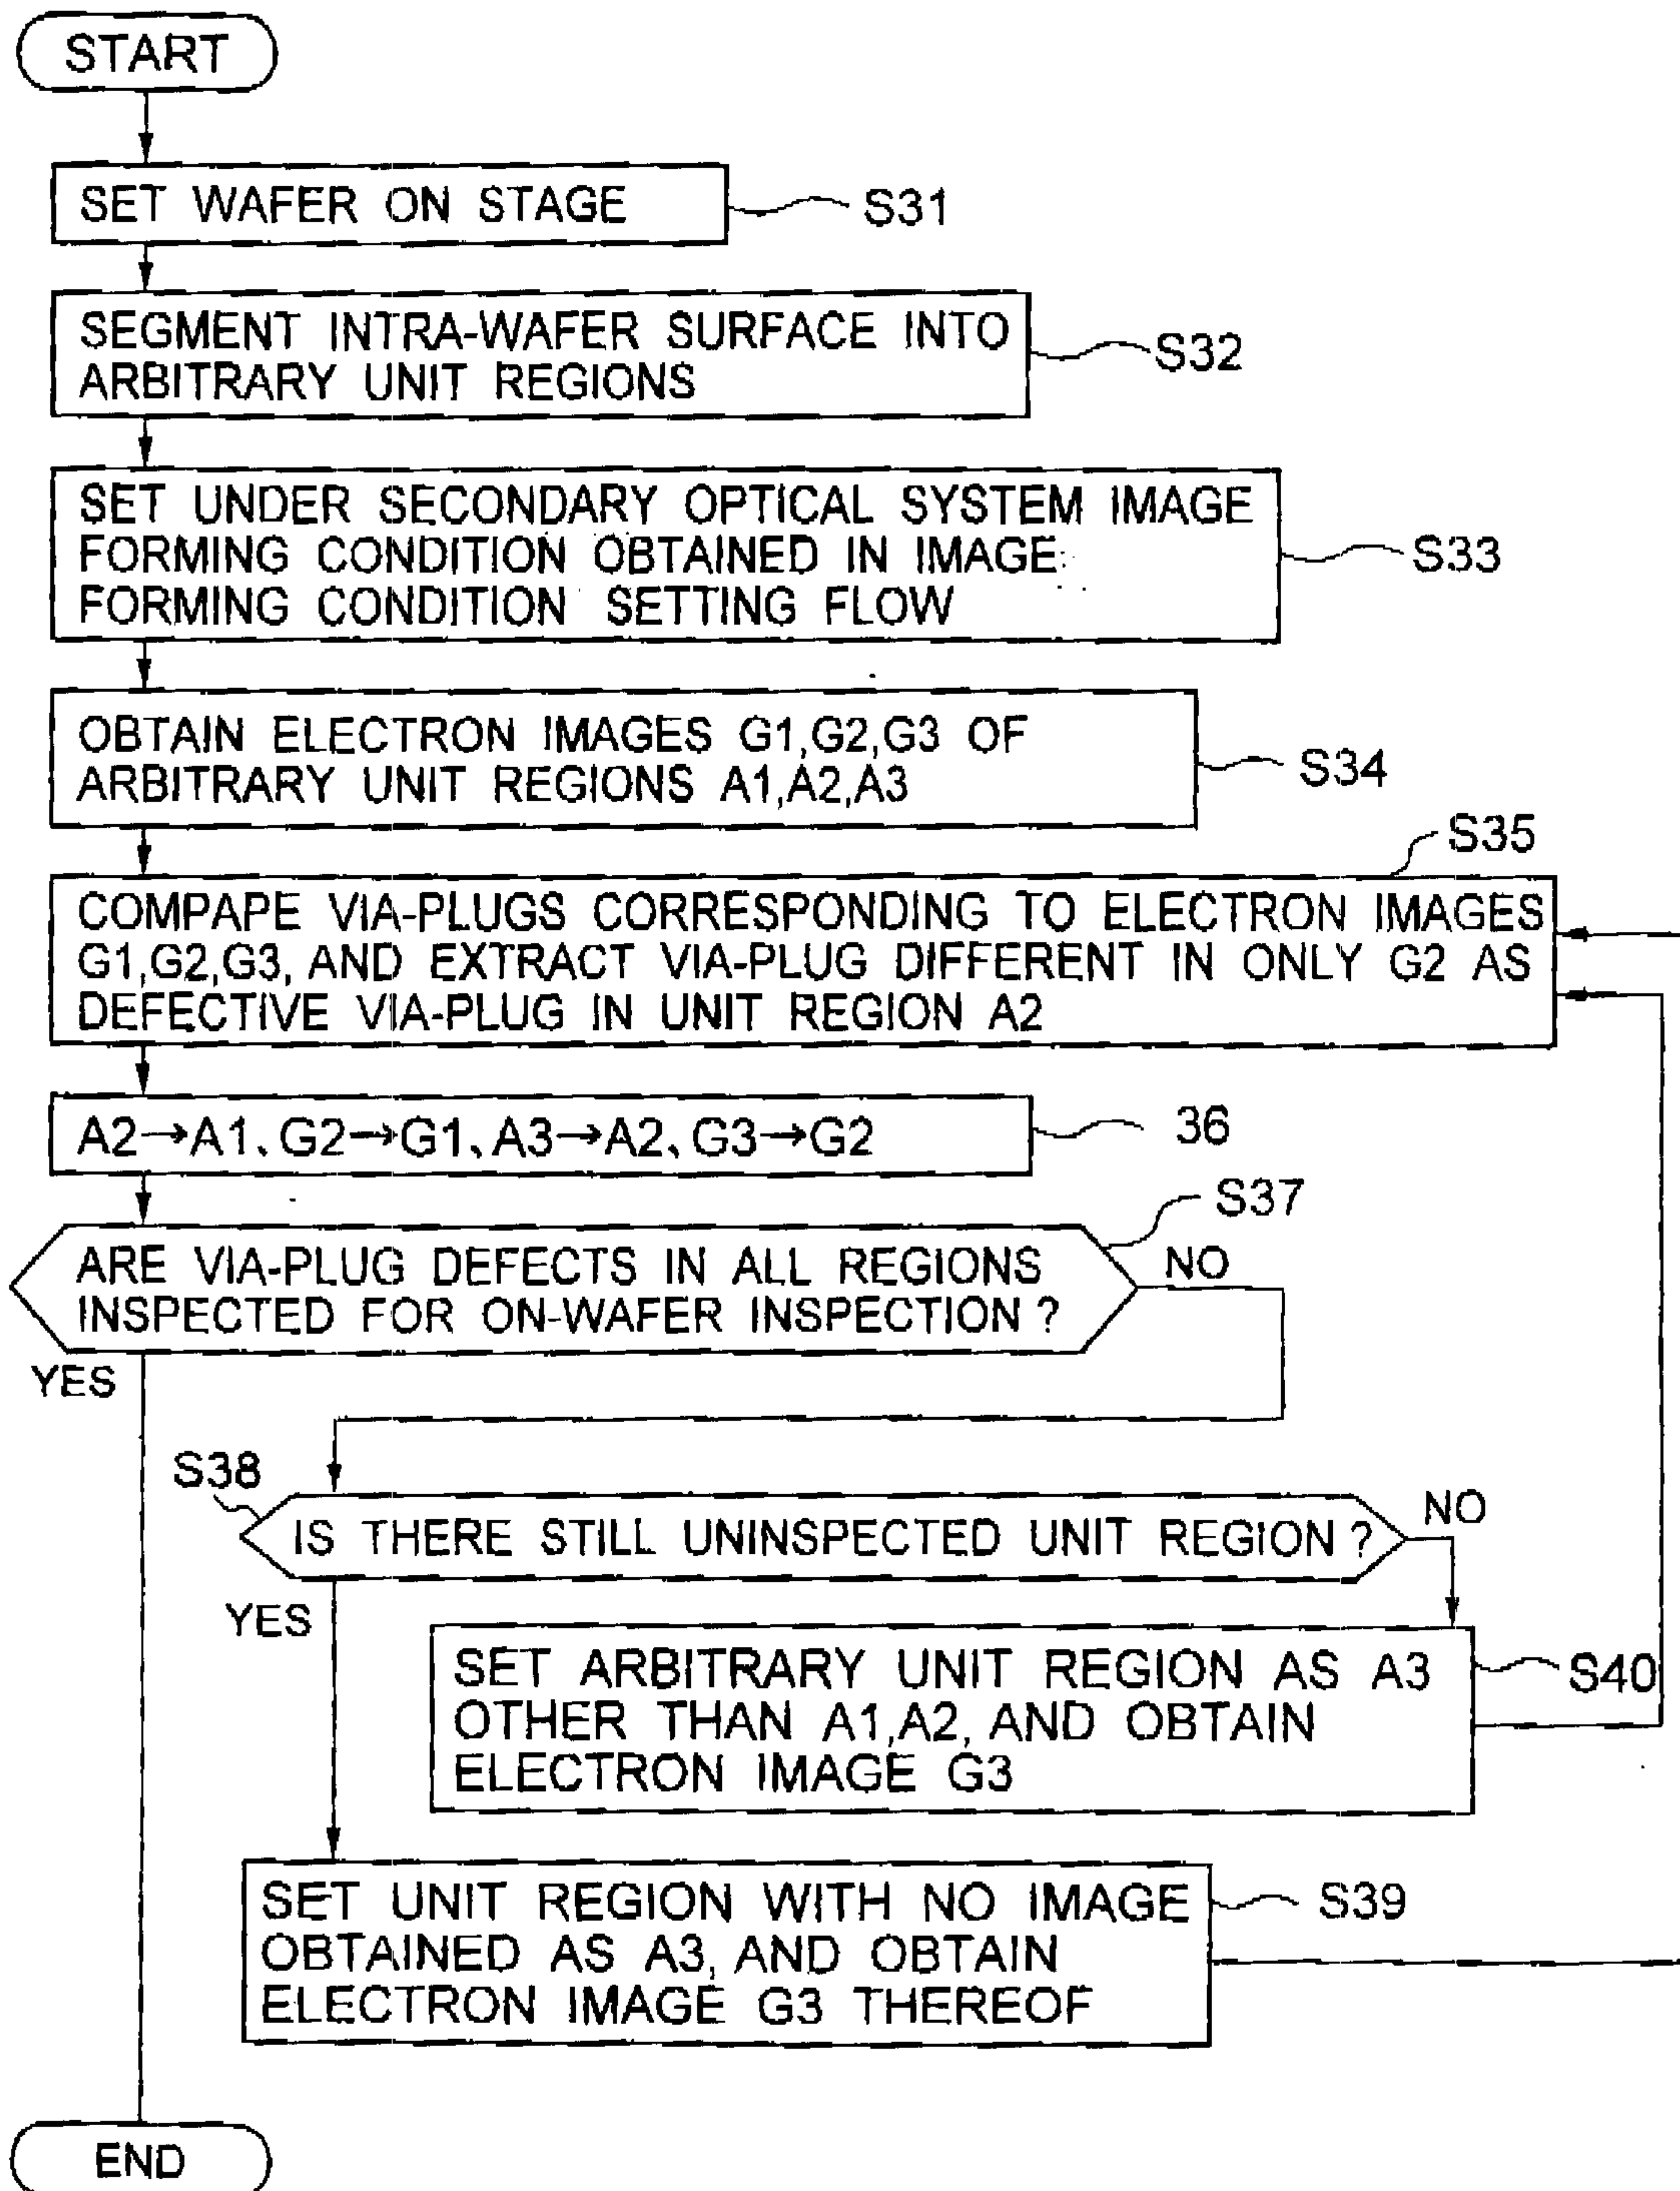 START
SET WAFER ON STAGE
S31
SEGMENT INTRA-WAFER SURFACE INTO
ARBITRARY UNIT REGIONS
S32
SET UNDER SECONDARY OPTICAL SYSTEM IMAGE
FORMING CONDITION OBTAINED IN IMAGE
FORMING CONDITION SETTING FLOW
S33
OBTAIN ELECTRON IMAGES G1,G2,G3 OF
ARBITRARY UNIT REGIONS A1,A2,A3
S34
S35
COMPAPE VIA-PLUGS CORRESPONDING TO ELECTRON IMAGES
G1,G2,G3, AND EXTRACT VIA-PLUG DIFFERENT IN ONLY G2 AS
DEFECTIVE VIA-PLUG IN UNIT REGION A2
A2→A1、G2→G1、A3→A2、G3→G2
36
S37
ARE VIA-PLUG DEFECTS IN ALL REGIONS
INSPECTED FOR ON-WAFER INSPECTION ?
NO
YES
S38
IS THERE STILL UNINSPECTED UNIT REGION ?
NO
YES
SET ARBITRARY UNIT REGION AS A3
OTHER THAN A1,A2, AND OBTAIN
ELECTRON IMAGE G3
S40
SET UNIT REGION WITH NO IMAGE
OBTAINED AS A3, AND OBTAIN
ELECTRON IMAGE G3 THEREOF
S39
END